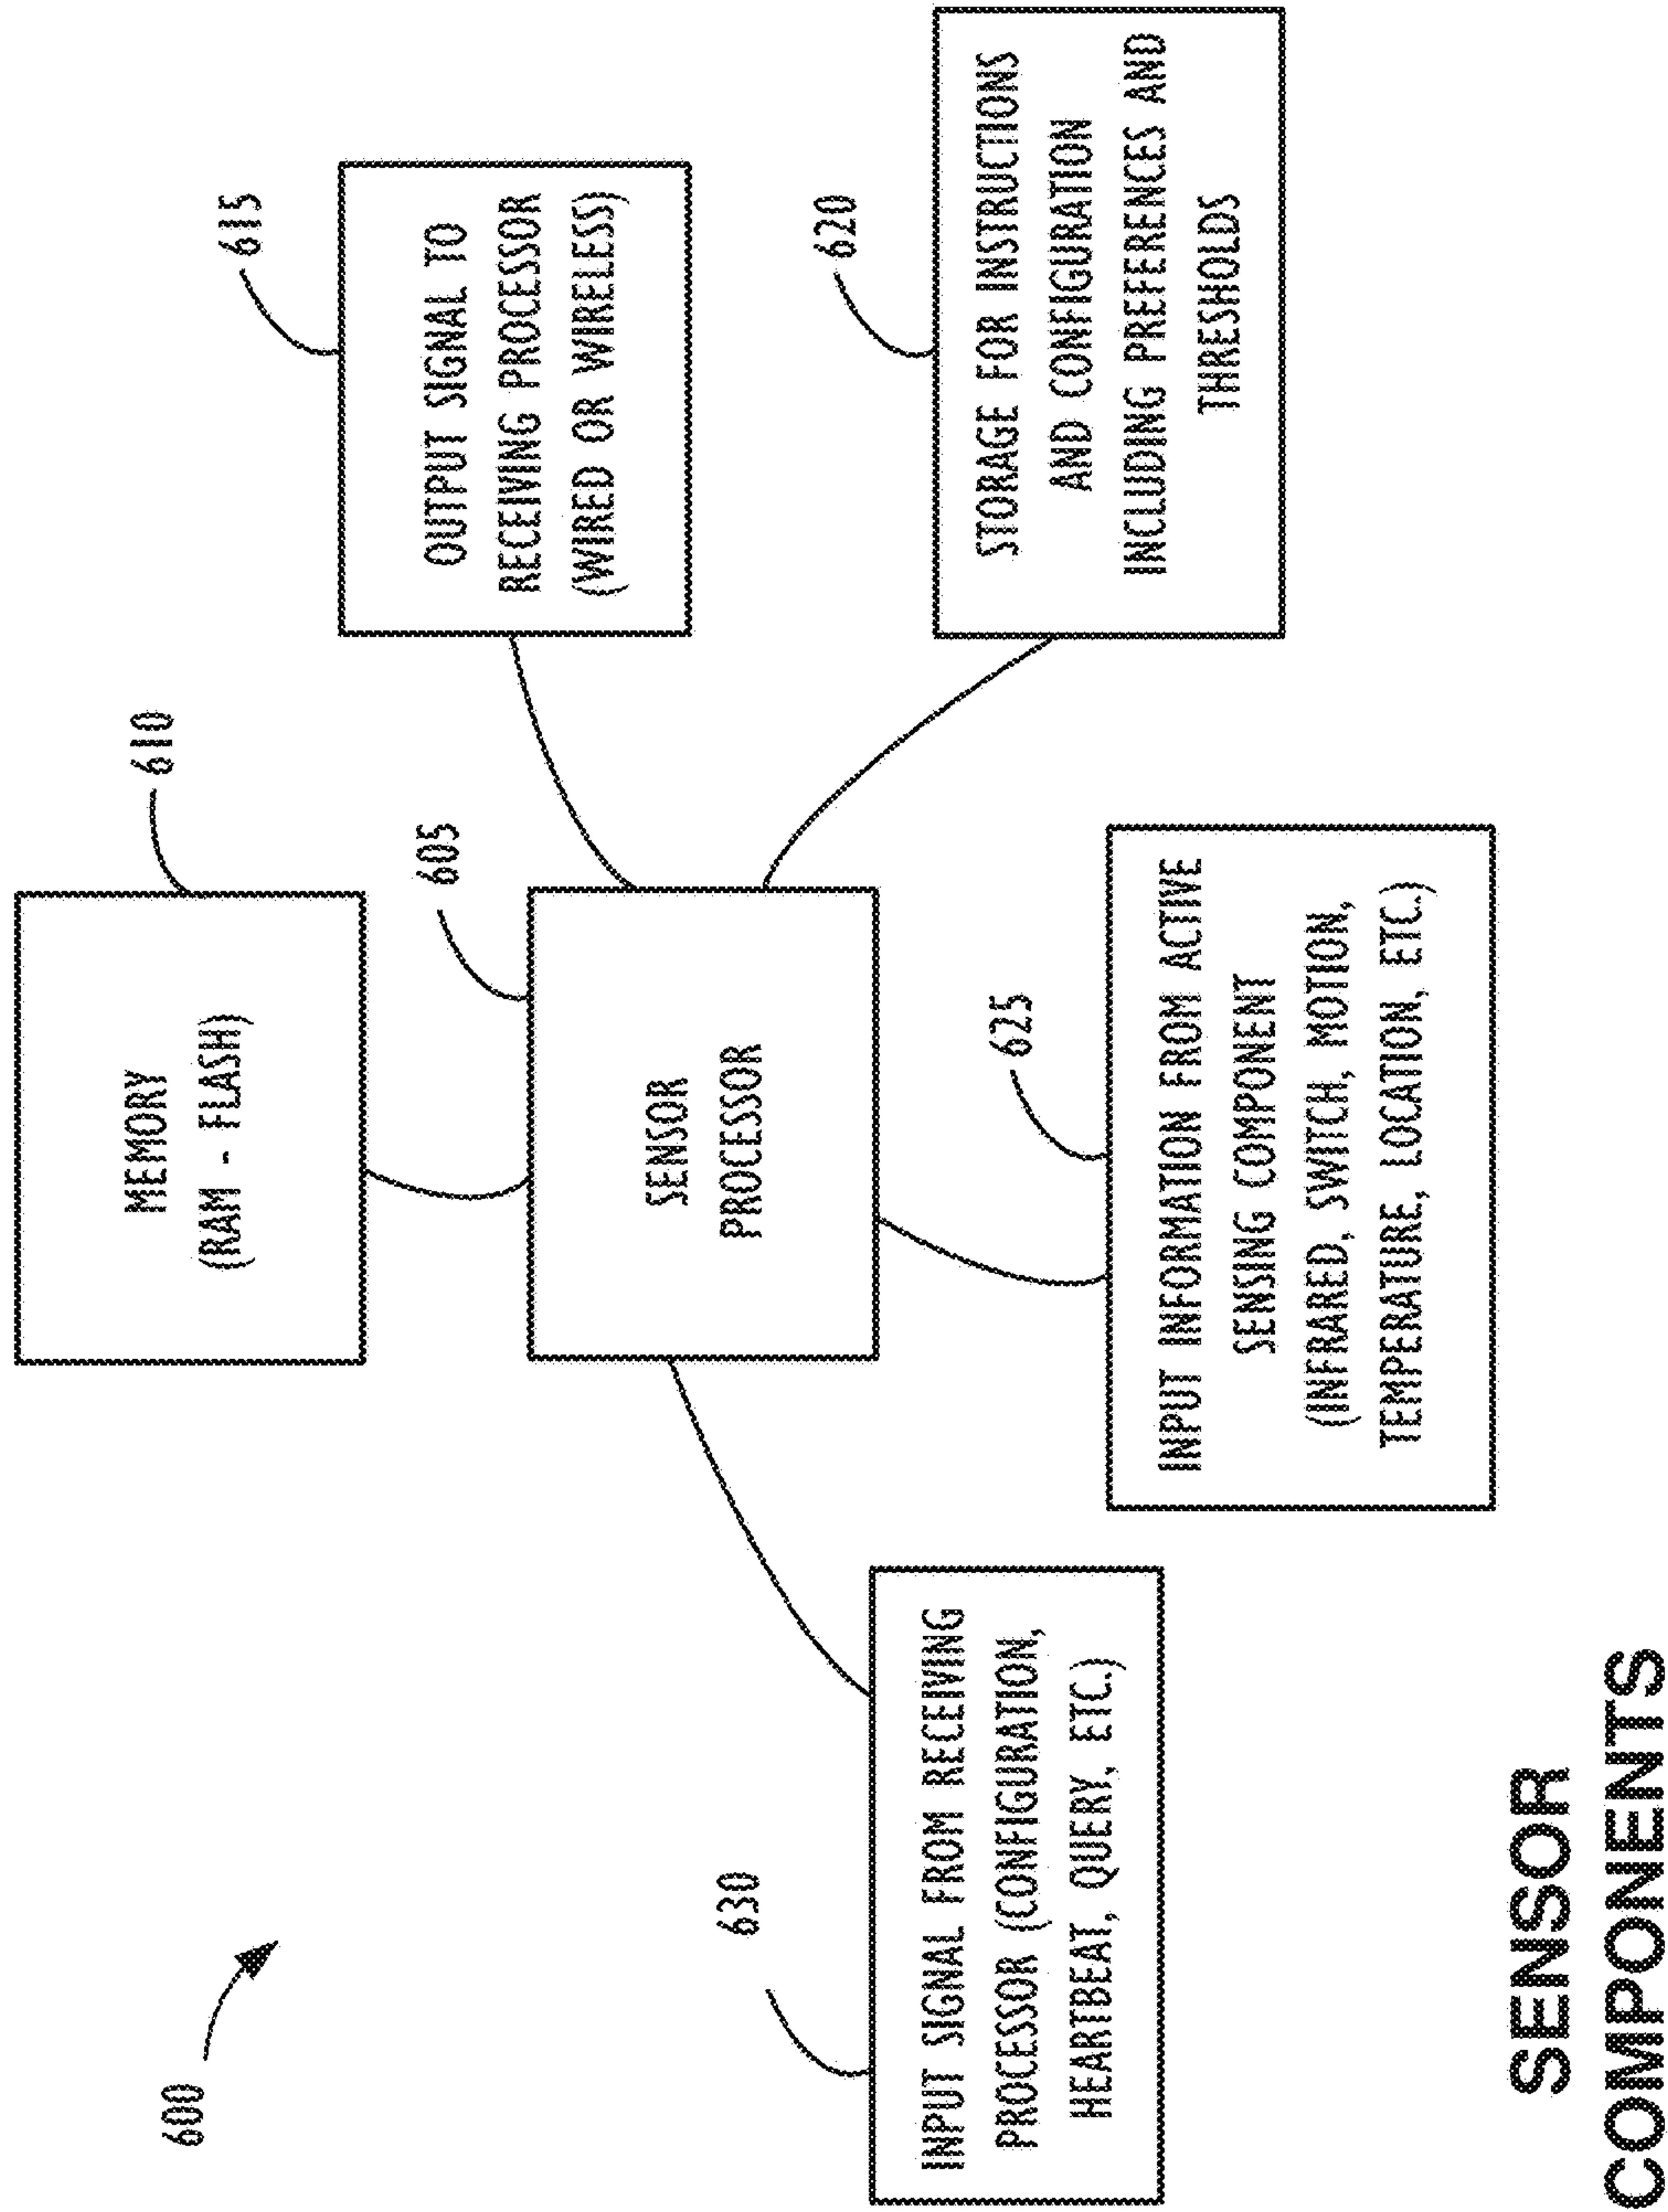 600
MEMORY
(RAM - FLASH)
610
SENSOR
PROCESSOR
605
OUTPUT SIGNAL TO
RECEIVING PROCESSOR
(WIRED OR WIRELESS)
615
STORAGE FOR INSTRUCTIONS
AND CONFIGURATION
INCLUDING PREFERENCES AND
THRESHOLDS
620
INPUT INFORMATION FROM ACTIVE
SENSING COMPONENT
(INFRARED, SWITCH, MOTION,
TEMPERATURE, LOCATION, ETC.)
625
INPUT SIGNAL FROM RECEIVING
PROCESSOR (CONFIGURATION,
HEARTBEAT, QUERY, ETC.)
630
SENSOR
COMPONENTS